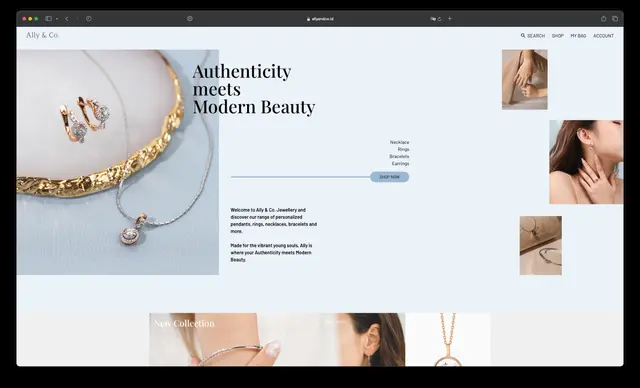 allyandco.id
Ally & Co.
SEARCH
SHOP
MY BAG
ACCOUNT
Authenticity
meets
Modern Beauty
Necklace
Rings
Bracelets
Earrings
SHOP NOW
Welcome to Ally & Co. Jewellery and
discover our range of personalized
pendants, rings, necklaces, bracelets and
more.
Made for the vibrant young souls. Ally is
where your Authenticity meets Modern
Beauty.
New Collection